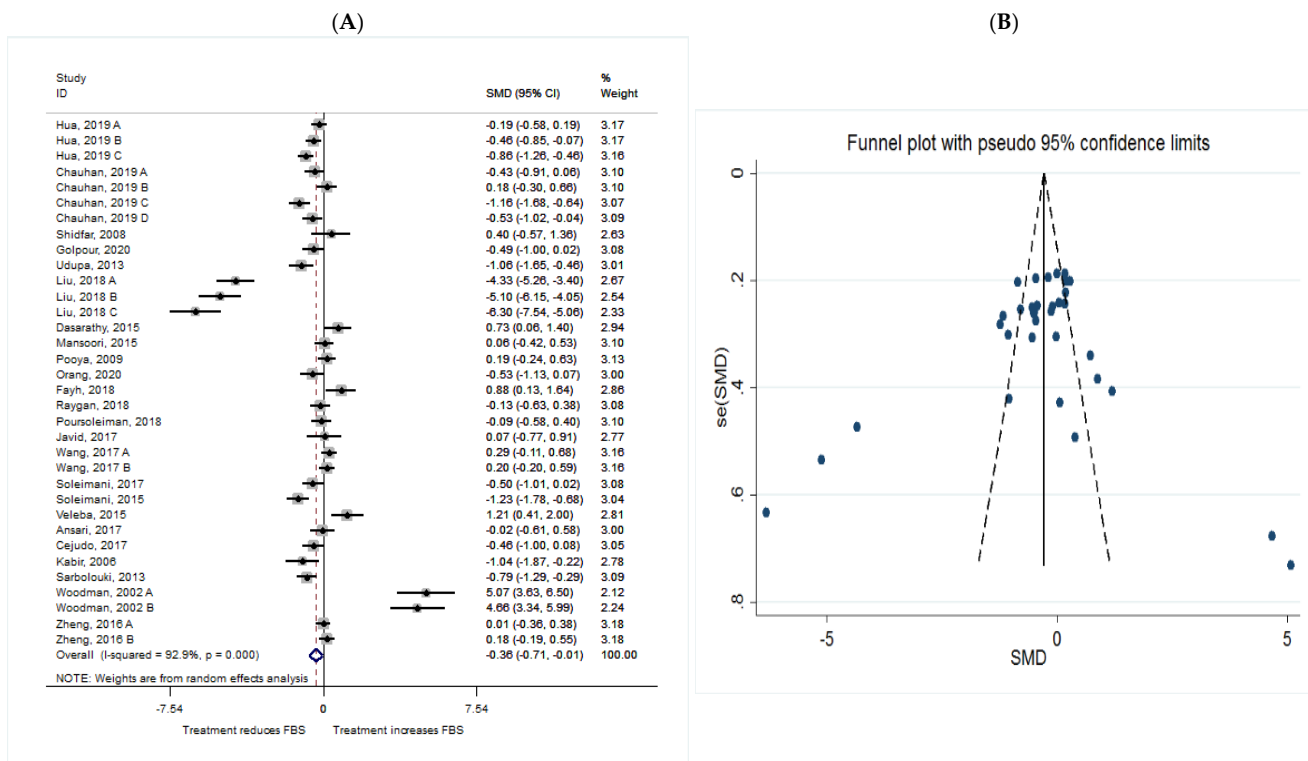 (A)
Study %
ID SMD (95% CI) Weight
Hua, 2019 A -0.19 (-0.58, 0.19) 3.17
Hua, 2019 B -0.46 (-0.85, -0.07) 3.17
Hua, 2019 C -0.86 (-1.26, -0.46) 3.16
Chauhan, 2019 A -0.43 (-0.91, 0.06) 3.10
Chauhan, 2019 B 0.18 (-0.30, 0.66) 3.10
Chauhan, 2019 C -1.16 (-1.68, -0.64) 3.07
Chauhan, 2019 D -0.53 (-1.02, -0.04) 3.09
Shidfar, 2008 0.40 (-0.57, 1.36) 2.63
Golpour, 2020 -0.49 (-1.00, 0.02) 3.08
Udupa, 2013 -1.06 (-1.65, -0.46) 3.01
Liu, 2018 A -4.33 (-5.26, -3.40) 2.67
Liu, 2018 B -5.10 (-6.15, -4.05) 2.54
Liu, 2018 C -6.30 (-7.54, -5.06) 2.33
Dasarathy, 2015 0.73 (0.06, 1.40) 2.94
Mansoori, 2015 0.06 (-0.42, 0.53) 3.10
Pooya, 2009 0.19 (-0.24, 0.63) 3.13
Orang, 2020 -0.53 (-1.13, 0.07) 3.00
Fayh, 2018 0.88 (0.13, 1.64) 2.86
Raygan, 2018 -0.13 (-0.63, 0.38) 3.08
Poursoleiman, 2018 -0.09 (-0.58, 0.40) 3.10
Javid, 2017 0.07 (-0.77, 0.91) 2.77
Wang, 2017 A 0.29 (-0.11, 0.68) 3.16
Wang, 2017 B 0.20 (-0.20, 0.59) 3.16
Soleimani, 2017 -0.50 (-1.01, 0.02) 3.08
Soleimani, 2015 -1.23 (-1.78, -0.68) 3.04
Veleba, 2015 1.21 (0.41, 2.00) 2.81
Ansari, 2017 -0.02 (-0.61, 0.58) 3.00
Cejudo, 2017 -0.46 (-1.00, 0.08) 3.05
Kabir, 2006 -1.04 (-1.87, -0.22) 2.78
Sarbolouki, 2013 -0.79 (-1.29, -0.29) 3.09
Woodman, 2002 A 5.07 (3.63, 6.50) 2.12
Woodman, 2002 B 4.66 (3.34, 5.99) 2.24
Zheng, 2016 A 0.01 (-0.36, 0.38) 3.18
Zheng, 2016 B 0.18 (-0.19, 0.55) 3.18
Overall (I-squared = 92.9%, p = 0.000) -0.36 (-0.71, -0.01) 100.00
NOTE: Weights are from random effects analysis
-7.54 0 7.54
Treatment reduces FBS Treatment increases FBS
(B)
Funnel plot with pseudo 95% confidence limits
0
.2
.4
.6
.8
se(SMD)
-5 0 5
SMD